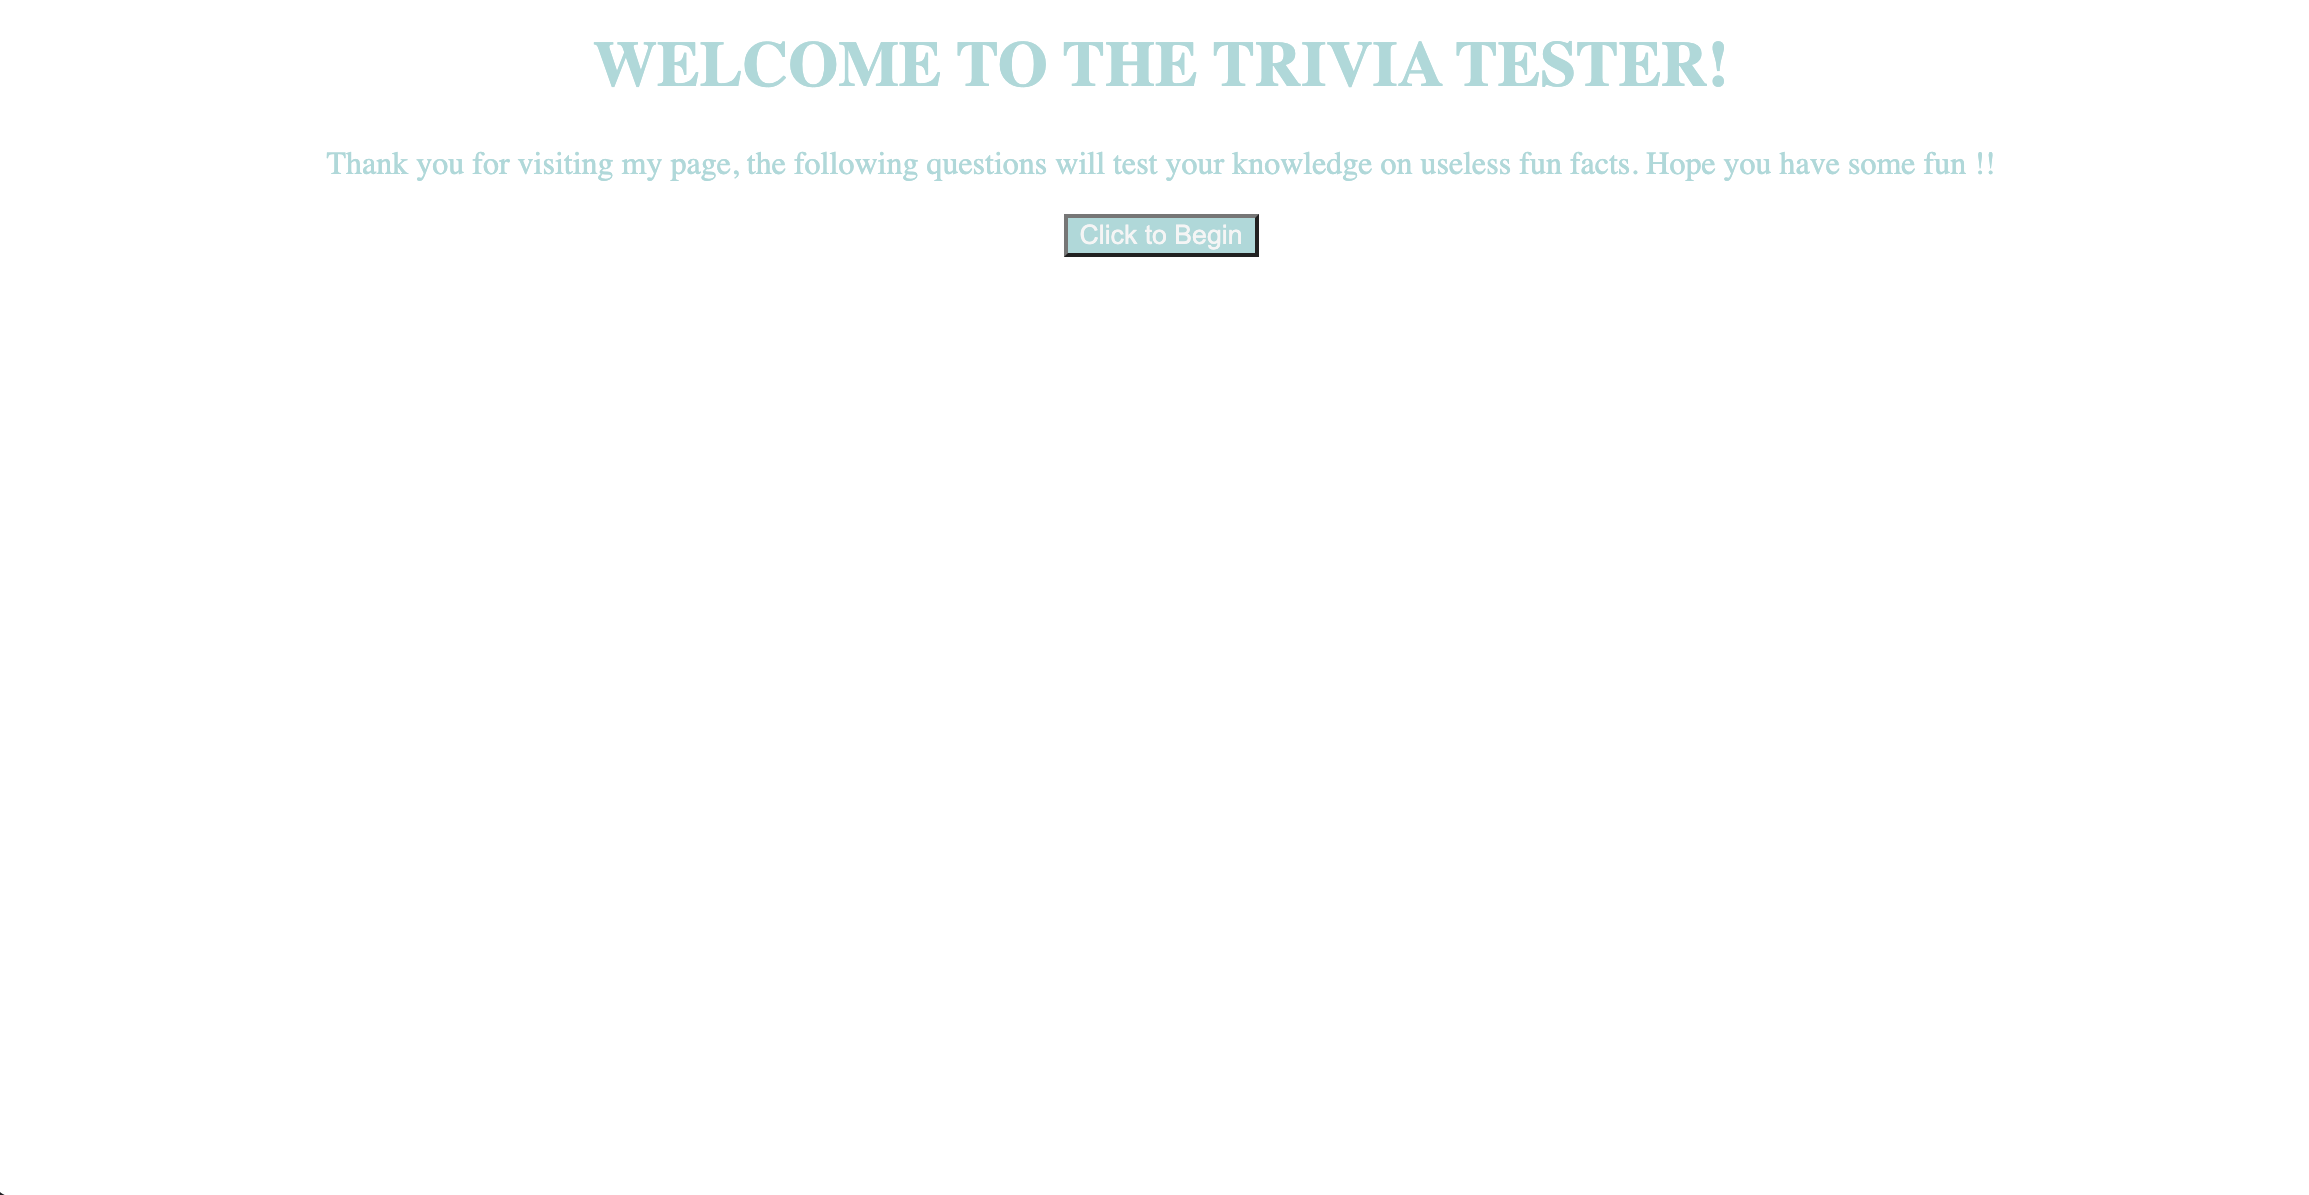 WELCOME TO THE TRIVIA TESTER!
Thank you for visiting my page, the following questions will test your knowledge on useless fun facts. Hope you have some fun !!
Click to Begin